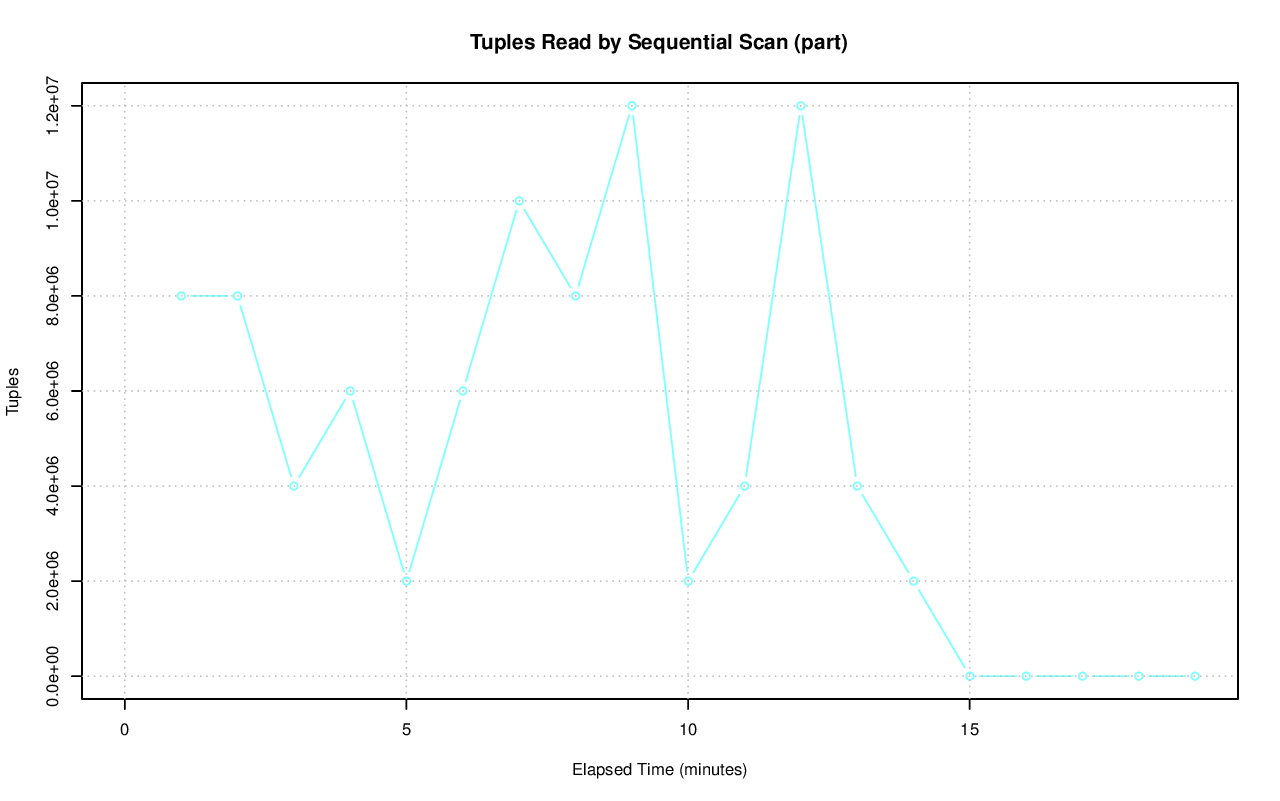 Tuples Read by Sequential Scan (part)
Tuples
1.2e+07
1.0e+07
8.0e+06
6.0e+06
4.0e+06
2.0e+06
0.0e+00
0 5 10 15
Elapsed Time (minutes)